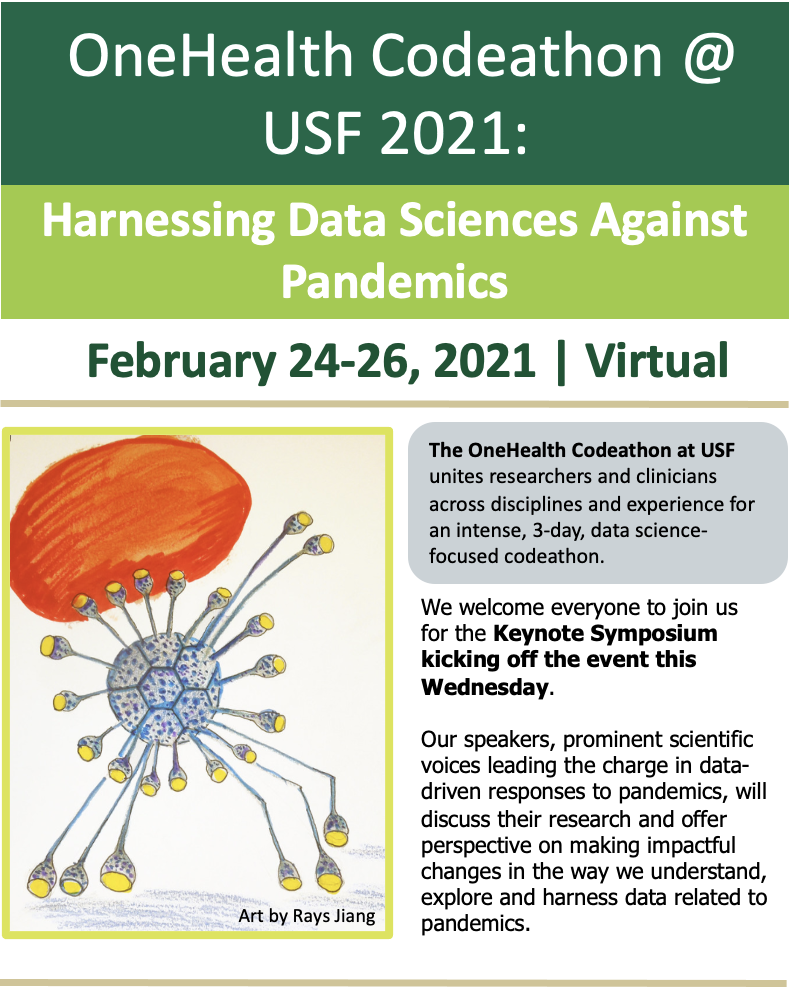 OneHealth Codeathon @
USF 2021:
Harnessing Data Sciences Against
Pandemics
February 24-26, 2021 | Virtual
The OneHealth Codeathon at USF
unites researchers and clinicians
across disciplines and experience for
an intense, 3-day, data science-
focused codeathon.
We welcome everyone to join us
for the Keynote Symposium
kicking off the event this
Wednesday.
Our speakers, prominent scientific
voices leading the charge in data-
driven responses to pandemics, will
discuss their research and offer
perspective on making impactful
changes in the way we understand,
explore and harness data related to
pandemics.
Art by Rays Jiang